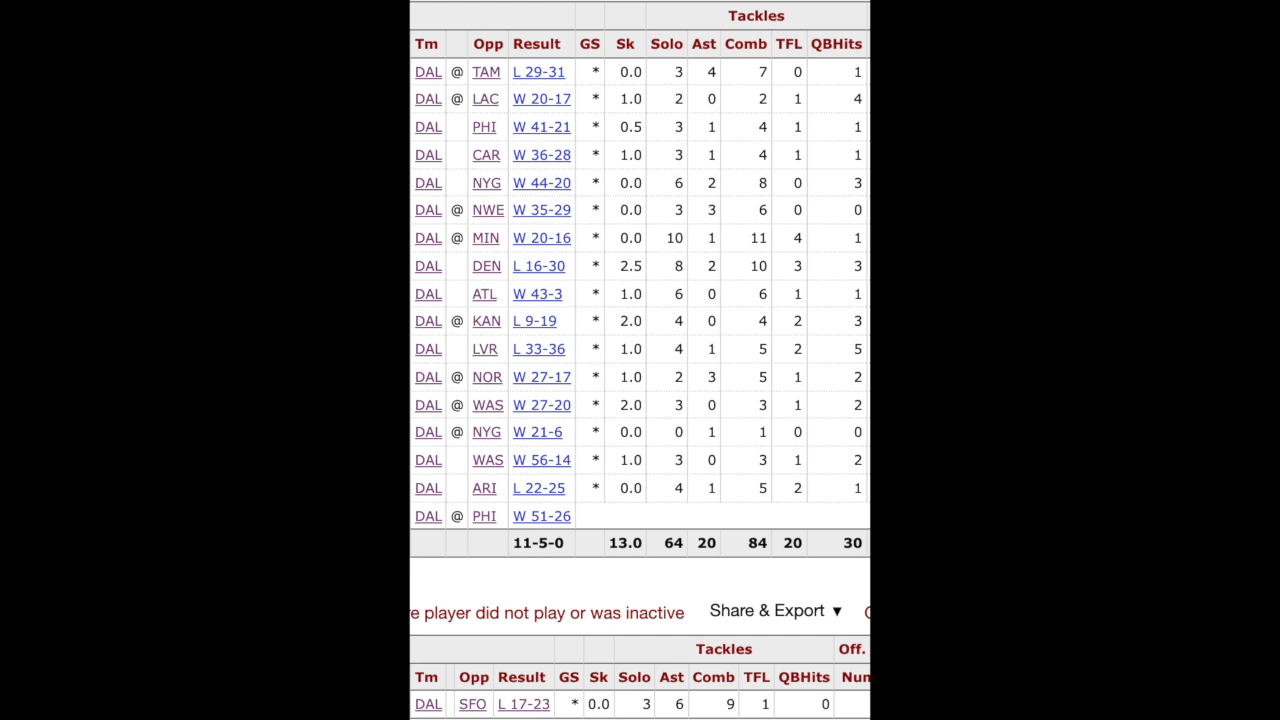 Tackles
Tm Opp Result GS Sk Solo Ast Comb TFL QBHits
DAL @ TAM L 29-31 * 0.0 3 4 7 0 1
DAL @ LAC W 20-17 * 1.0 2 0 2 1 4
DAL PHI W 41-21 * 0.5 3 1 4 1 1
DAL CAR W 36-28 * 1.0 3 1 4 1 1
DAL NYG W 44-20 * 0.0 6 2 8 0 3
DAL @ NWE W 35-29 * 0.0 3 3 6 0 0
DAL @ MIN W 20-16 * 0.0 10 1 11 4 1
DAL DEN L 16-30 * 2.5 8 2 10 3 3
DAL ATL W 43-3 * 1.0 6 0 6 1 1
DAL @ KAN L 9-19 * 2.0 4 0 4 2 3
DAL LVR L 33-36 * 1.0 4 1 5 2 5
DAL @ NOR W 27-17 * 1.0 2 3 5 1 2
DAL @ WAS W 27-20 * 2.0 3 0 3 1 2
DAL @ NYG W 21-6 * 0.0 0 1 1 0 0
DAL WAS W 56-14 * 1.0 3 0 3 1 2
DAL ARI L 22-25 * 0.0 4 1 5 2 1
DAL @ PHI W 51-26
11-5-0 13.0 64 20 84 20 30
e player did not play or was inactive Share & Export ▼
Tackles Off.
Tm Opp Result GS Sk Solo Ast Comb TFL QBHits Num
DAL SFO L 17-23 * 0.0 3 6 9 1 0